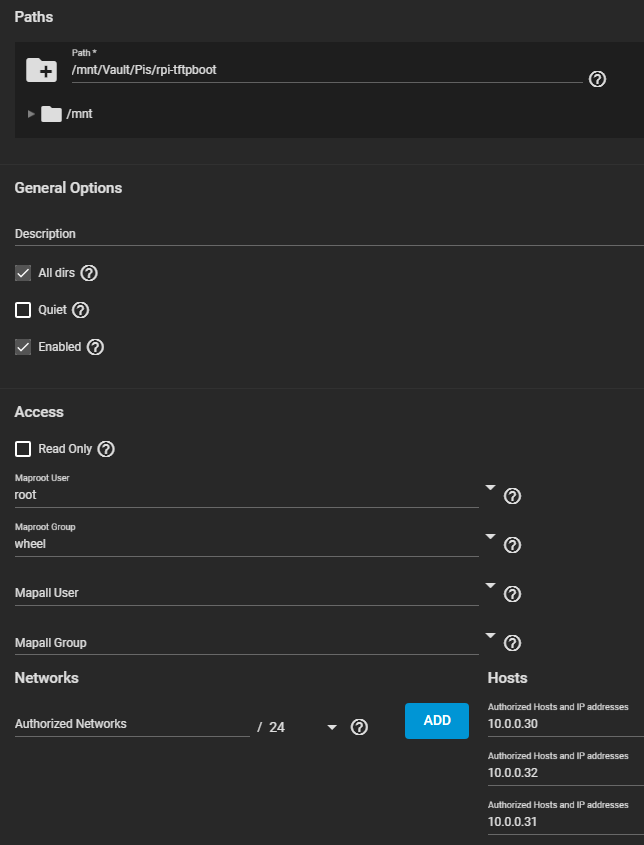 Paths
Path *
/mnt/Vault/Pis/rpi-tftpboot
/mnt
General Options
Description
All dirs
Quiet
Enabled
Access
Read Only
Maproot User
root
Maproot Group
wheel
Mapall User
Mapall Group
Networks
Authorized Networks / 24
ADD
Hosts
Authorized Hosts and IP addresses
10.0.0.30
Authorized Hosts and IP addresses
10.0.0.32
Authorized Hosts and IP addresses
10.0.0.31